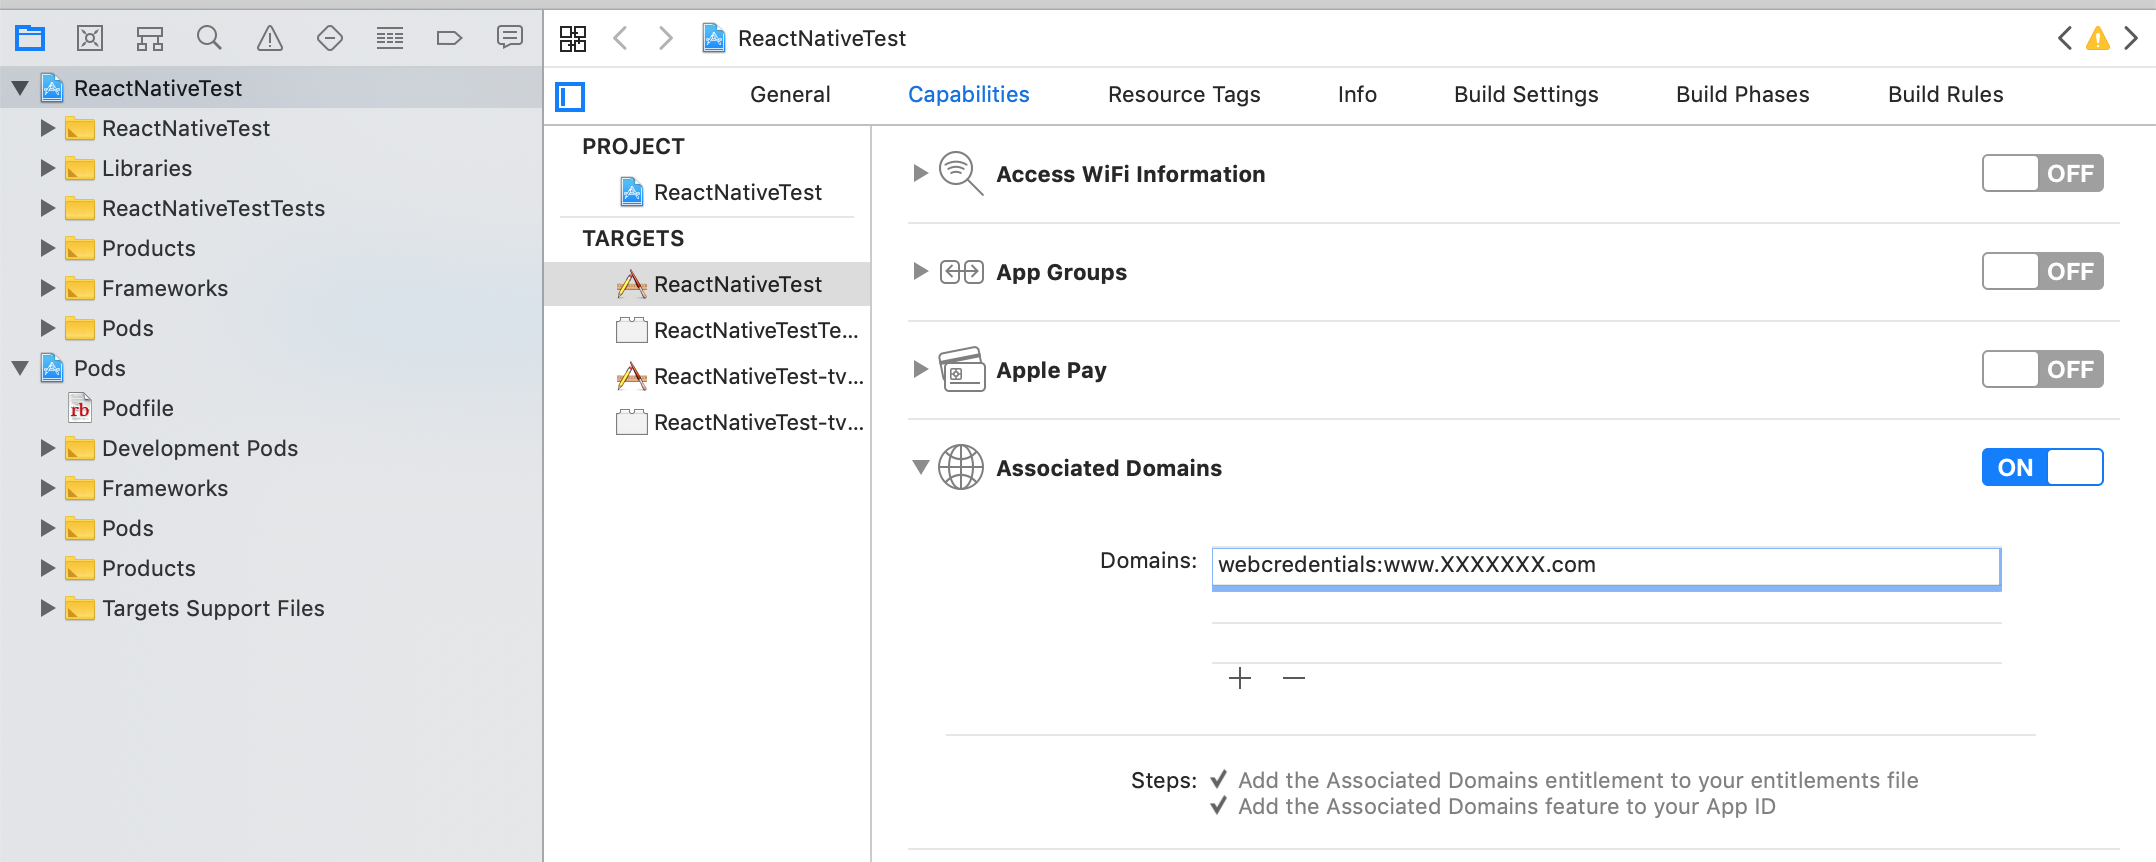 ReactNativeTest
ReactNativeTest
Libraries
ReactNativeTestTests
Products
Frameworks
Pods
Pods
rb Podfile
Development Pods
Frameworks
Pods
Products
Targets Support Files
ReactNativeTest
General Capabilities Resource Tags Info Build Settings Build Phases Build Rules
PROJECT
ReactNativeTest
TARGETS
ReactNativeTest
ReactNativeTestTe...
ReactNativeTest-tv...
ReactNativeTest-tv...
Access WiFi Information OFF
App Groups OFF
Apple Pay OFF
Associated Domains ON
Domains: webcredentials:www.XXXXXXX.com
Steps: ✓ Add the Associated Domains entitlement to your entitlements file
✓ Add the Associated Domains feature to your App ID